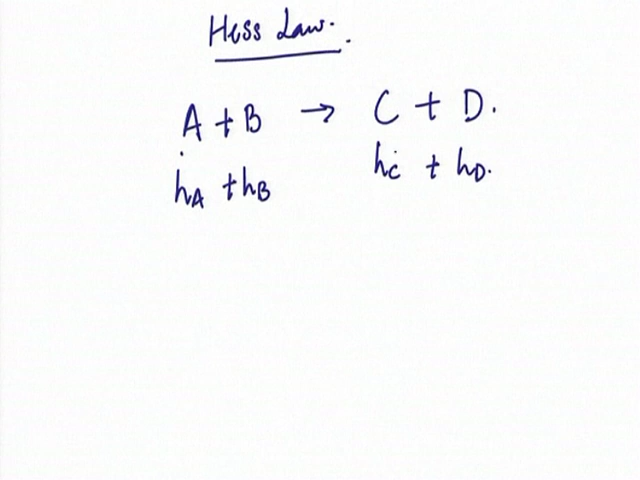 Hess Law.
A + B → C + D.
hA + hB hC + hD.